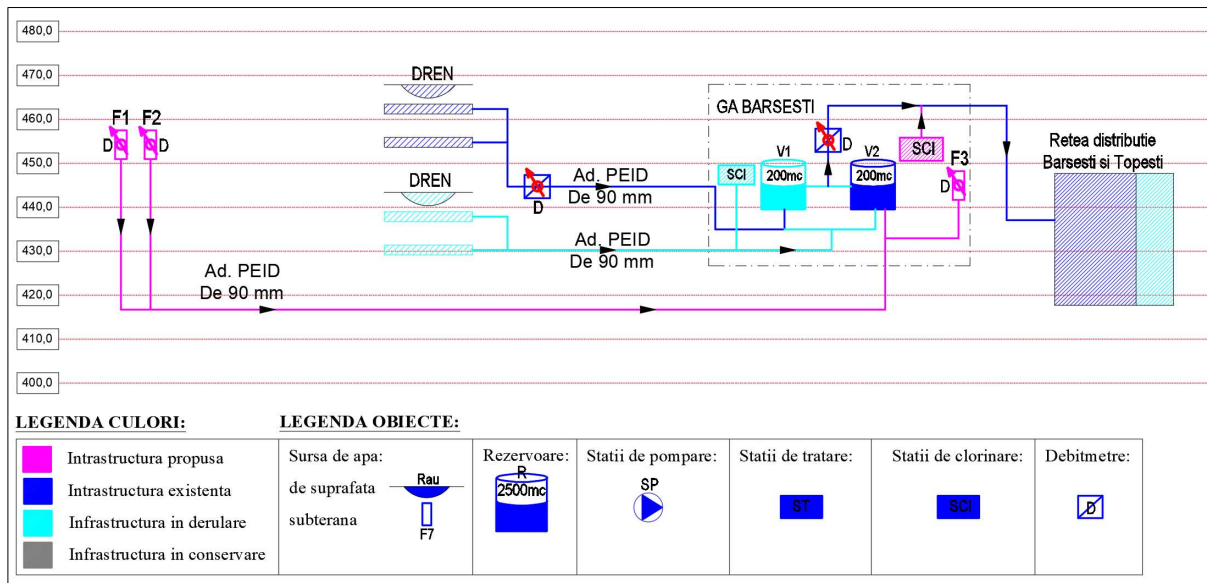 480,0
470,0
460,0
450,0
440,0
430,0
420,0
410,0
400,0
F1
F2
D
D
DREN
DREN
D
Ad. PEID
De 90 mm
Ad. PEID
De 90 mm
Ad. PEID
De 90 mm
GA BARSESTI
SCI
V1
200mc
D
V2
200mc
SCI
F3
D
Retea distributie
Barsesti si Topesti
LEGENDA CULORI:
Intrastructura propusa
Intrastructura existenta
Infrastructura in derulare
Infrastructura in conservare
LEGENDA OBIECTE:
Sursa de apa:
de suprafata
subterana
Rau
F7
Rezervoare:
R
2500mc
Statii de pompare:
SP
Statii de tratare:
ST
Statii de clorinare:
SCI
Debitmetre:
D